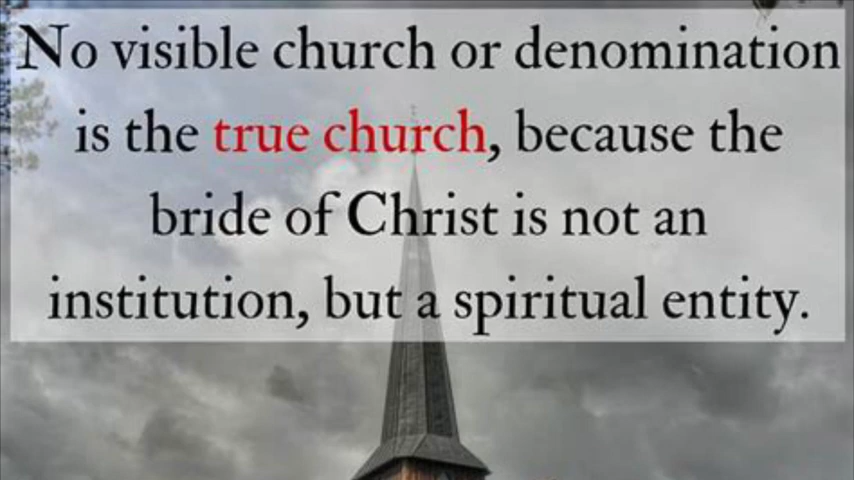 No visible church or denomination
is the true church, because the
bride of Christ is not an
institution, but a spiritual entity.